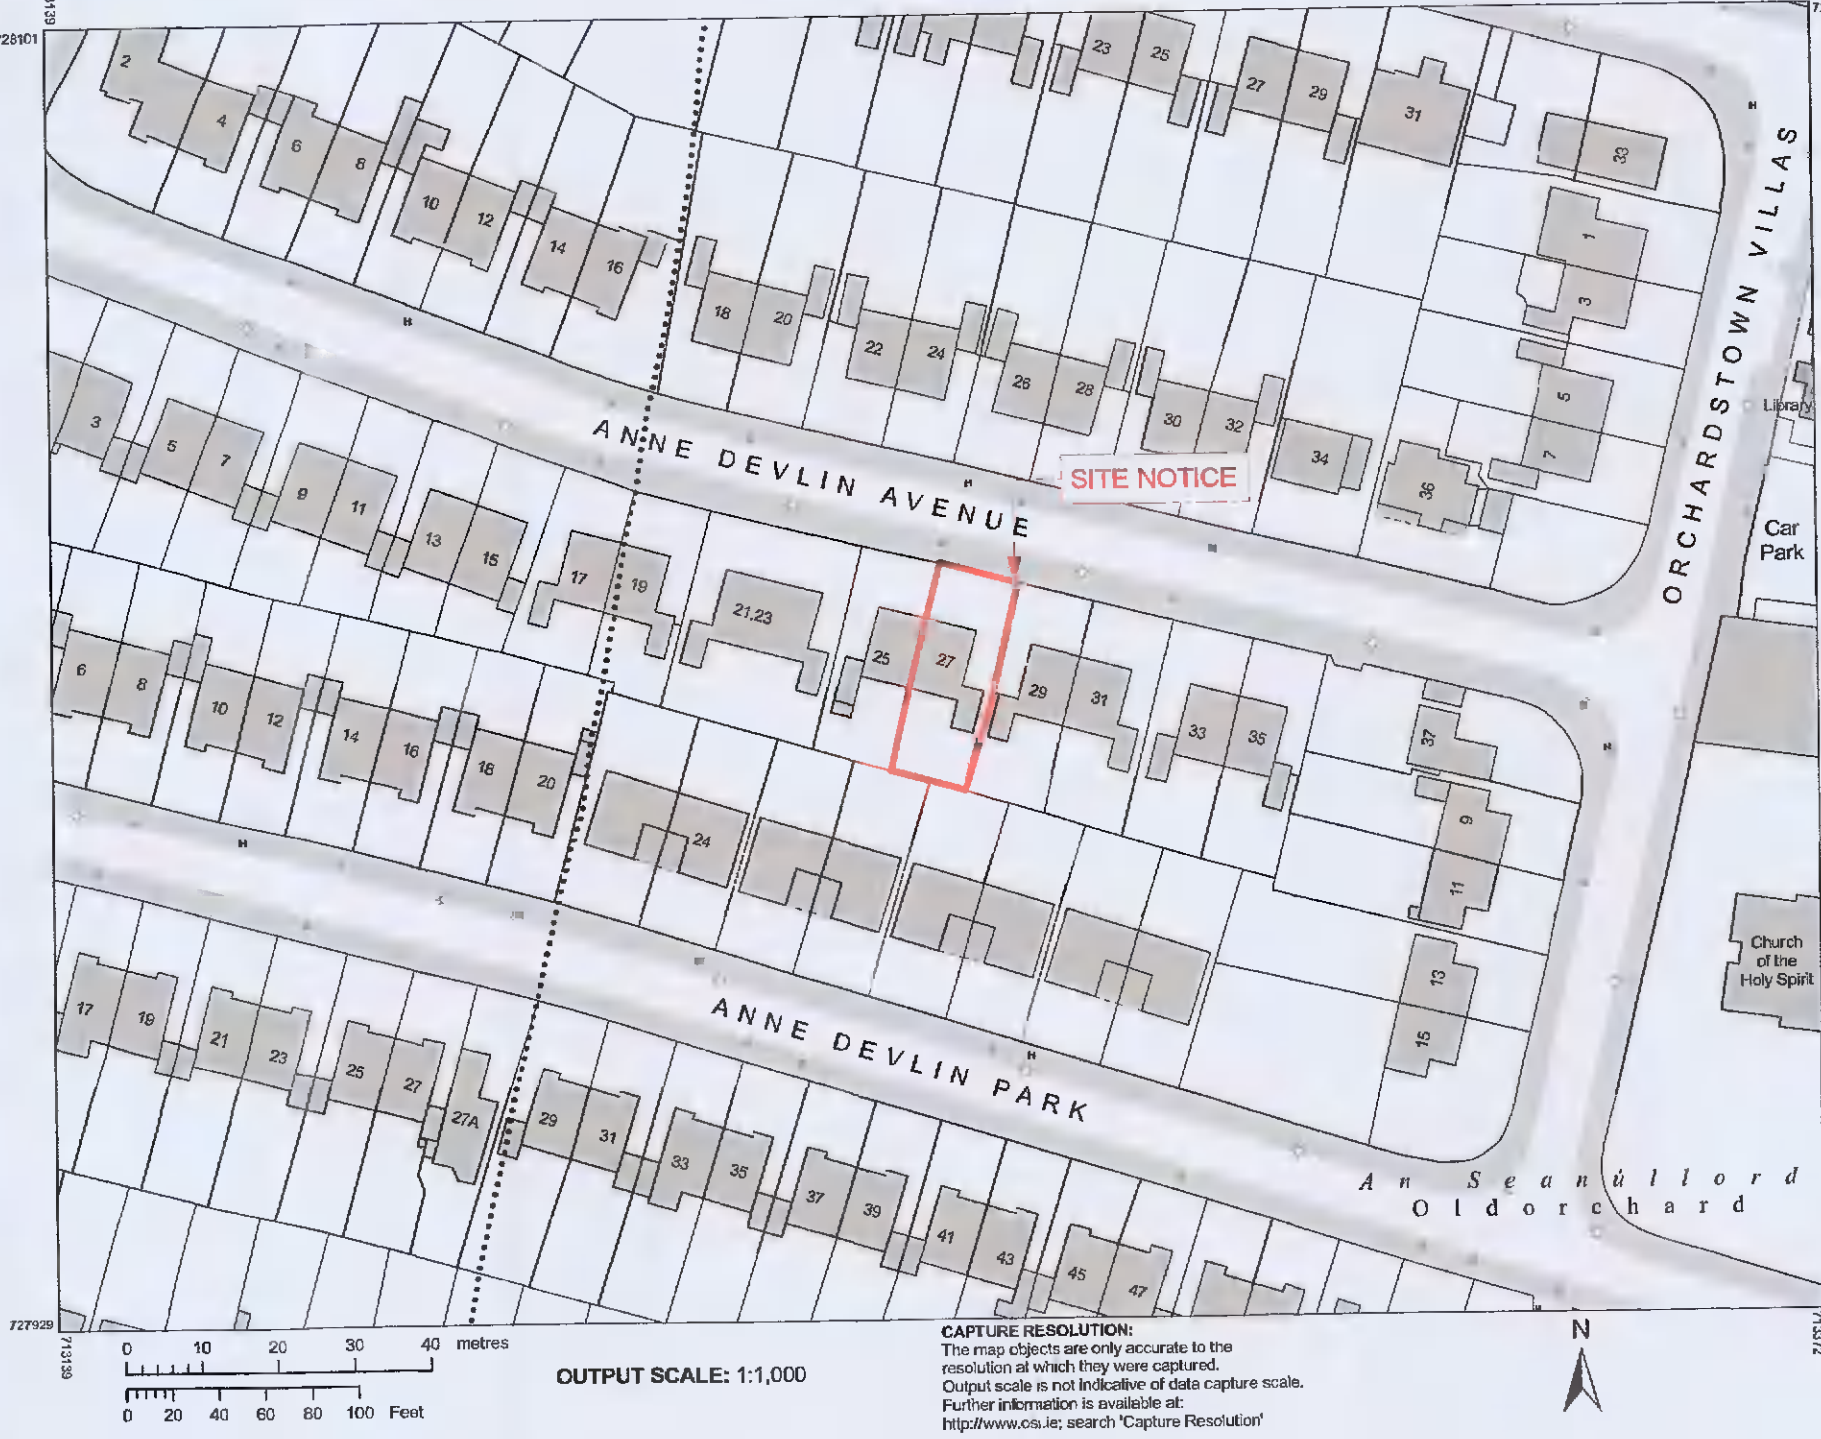 728101
2
4
6
8
10
12
14
16
18
20
22
24
26
28
30
32
34
36
23
25
27
29
31
33
1
3
5
7
ORCHARDSTOWN VILLAS
Library
Car
Park
Church
of the
Holy Spirit
ANNE DEVLIN AVENUE
SITE NOTICE
3
5
7
9
11
13
15
17
19
21,23
25
27
29
31
33
35
37
9
11
13
15
6
8
10
12
14
16
18
20
24
ANNE DEVLIN PARK
17
19
21
23
25
27
27A
29
31
33
35
37
39
41
43
45
47
An Seanúllord
Oldorchard
727929
713139
0 10 20 30 40 metres
0 20 40 60 80 100 Feet
OUTPUT SCALE: 1:1,000
CAPTURE RESOLUTION:
The map objects are only accurate to the
resolution at which they were captured.
Output scale is not indicative of data capture scale.
Further information is available at:
http://www.osi.ie; search 'Capture Resolution'
N
H
H
H
H
H
H
H